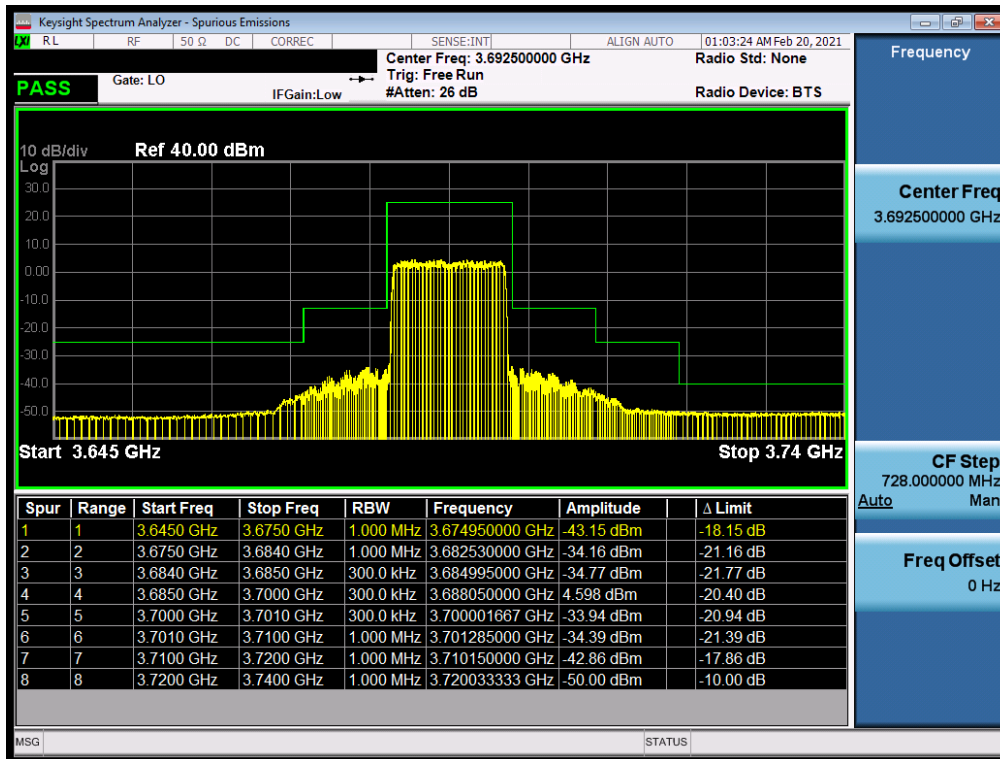 Keysight Spectrum Analyzer - Spurious Emissions
LXI RL RF 50 Ω DC CORREC SENSE:INT ALIGN AUTO 01:03:24 AM Feb 20, 2021
Center Freq: 3.692500000 GHz Radio Std: None
PASS Gate: LO Trig: Free Run
IFGain:Low #Atten: 26 dB Radio Device: BTS
10 dB/div Ref 40.00 dBm
Log
30.0
20.0
10.0
0.00
-10.0
-20.0
-30.0
-40.0
-50.0
Start 3.645 GHz Stop 3.74 GHz
Spur Range Start Freq Stop Freq RBW Frequency Amplitude Δ Limit
1 1 3.6450 GHz 3.6750 GHz 1.000 MHz 3.674950000 GHz -43.15 dBm -18.15 dB
2 2 3.6750 GHz 3.6840 GHz 1.000 MHz 3.682530000 GHz -34.16 dBm -21.16 dB
3 3 3.6840 GHz 3.6850 GHz 300.0 kHz 3.684995000 GHz -34.77 dBm -21.77 dB
4 4 3.6850 GHz 3.7000 GHz 300.0 kHz 3.688050000 GHz 4.598 dBm -20.40 dB
5 5 3.7000 GHz 3.7010 GHz 300.0 kHz 3.700001667 GHz -33.94 dBm -20.94 dB
6 6 3.7010 GHz 3.7100 GHz 1.000 MHz 3.701285000 GHz -34.39 dBm -21.39 dB
7 7 3.7100 GHz 3.7200 GHz 1.000 MHz 3.710150000 GHz -42.86 dBm -17.86 dB
8 8 3.7200 GHz 3.7400 GHz 1.000 MHz 3.720033333 GHz -50.00 dBm -10.00 dB
MSG STATUS
Frequency
Center Freq
3.692500000 GHz
CF Step
728.000000 MHz
Auto Man
Freq Offset
0 Hz